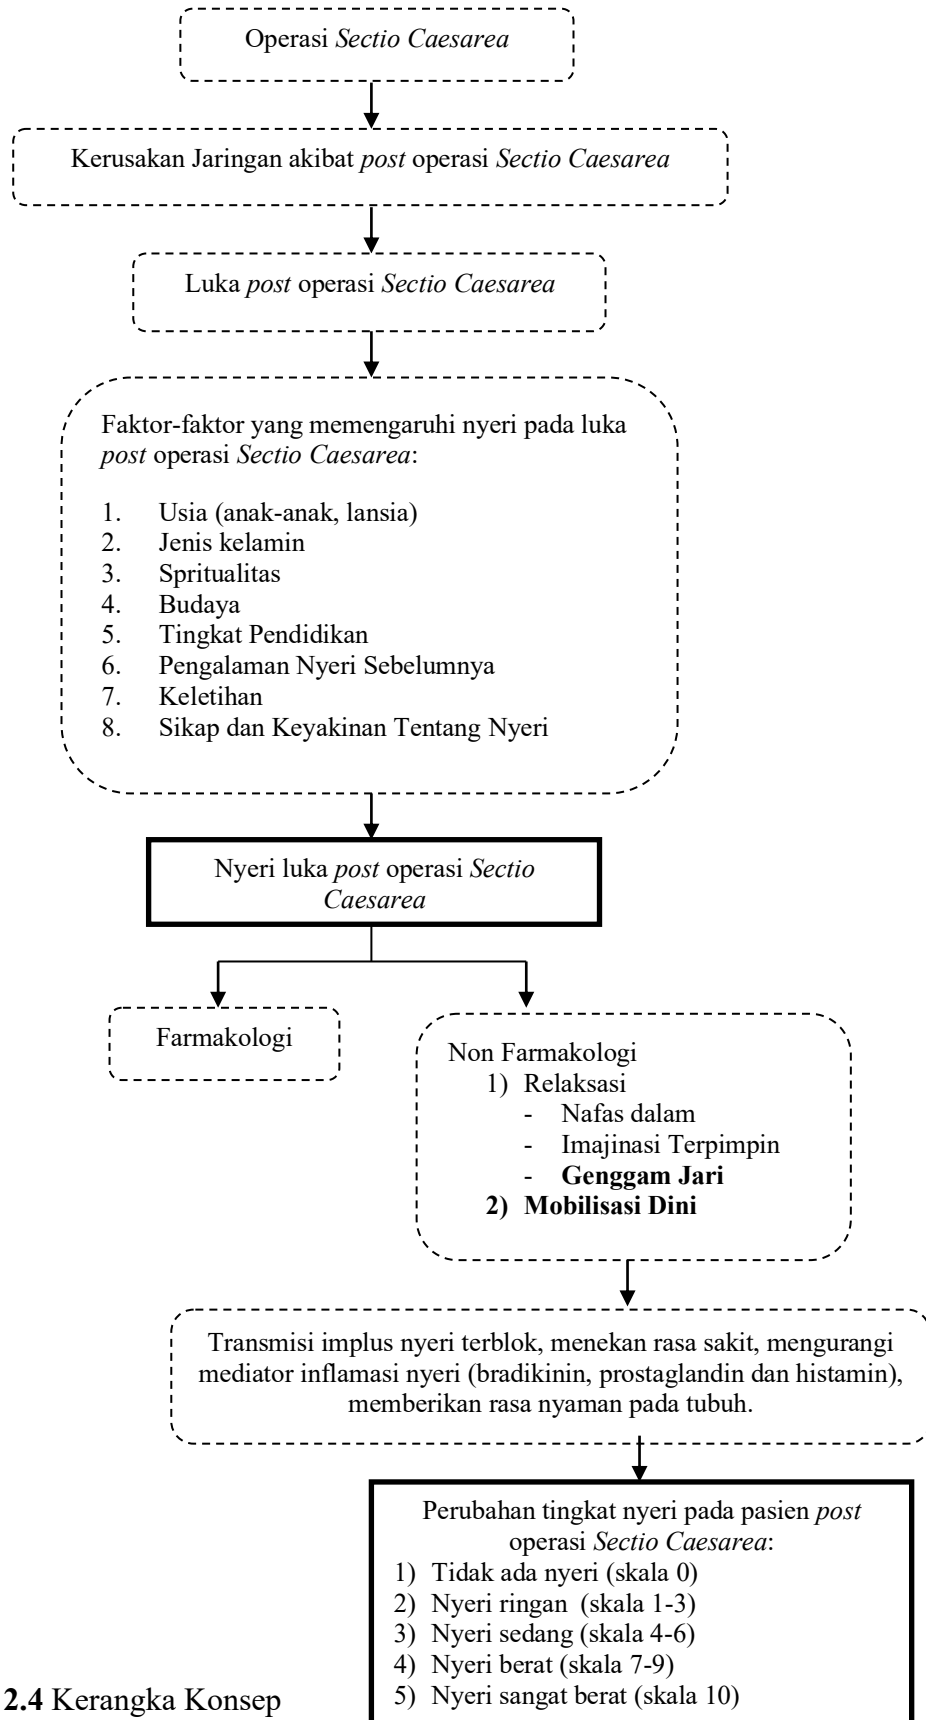 Operasi Sectio Caesarea
Kerusakan Jaringan akibat post operasi Sectio Caesarea
Luka post operasi Sectio Caesarea
Faktor-faktor yang memengaruhi nyeri pada luka
post operasi Sectio Caesarea:
1. Usia (anak-anak, lansia)
2. Jenis kelamin
3. Spritualitas
4. Budaya
5. Tingkat Pendidikan
6. Pengalaman Nyeri Sebelumnya
7. Keletihan
8. Sikap dan Keyakinan Tentang Nyeri
Nyeri luka post operasi Sectio
Caesarea
Farmakologi
Non Farmakologi
1) Relaksasi
- Nafas dalam
- Imajinasi Terpimpin
- Genggam Jari
2) Mobilisasi Dini
Transmisi implus nyeri terblok, menekan rasa sakit, mengurangi
mediator inflamasi nyeri (bradikinin, prostaglandin dan histamin),
memberikan rasa nyaman pada tubuh.
Perubahan tingkat nyeri pada pasien post
operasi Sectio Caesarea:
1) Tidak ada nyeri (skala 0)
2) Nyeri ringan (skala 1-3)
3) Nyeri sedang (skala 4-6)
4) Nyeri berat (skala 7-9)
5) Nyeri sangat berat (skala 10)
2.4 Kerangka Konsep